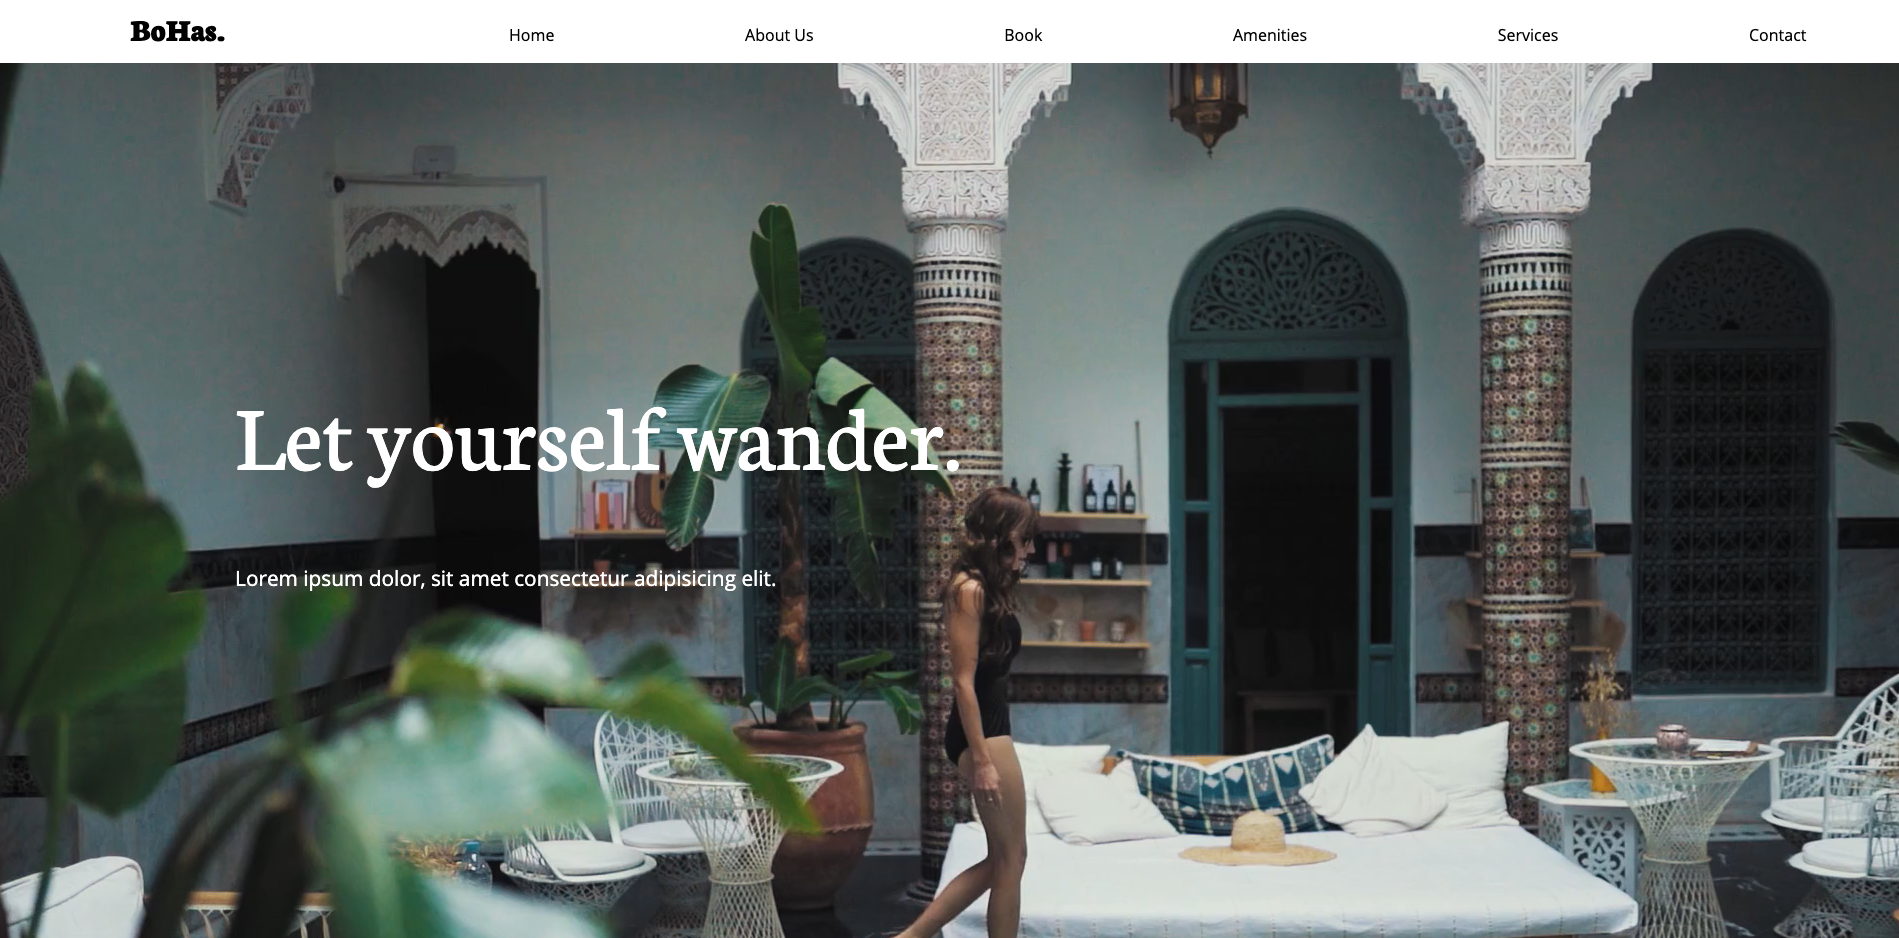 BoHas.
Home About Us Book Amenities Services Contact
Let yourself wander.
Lorem ipsum dolor, sit amet consectetur adipisicing elit.